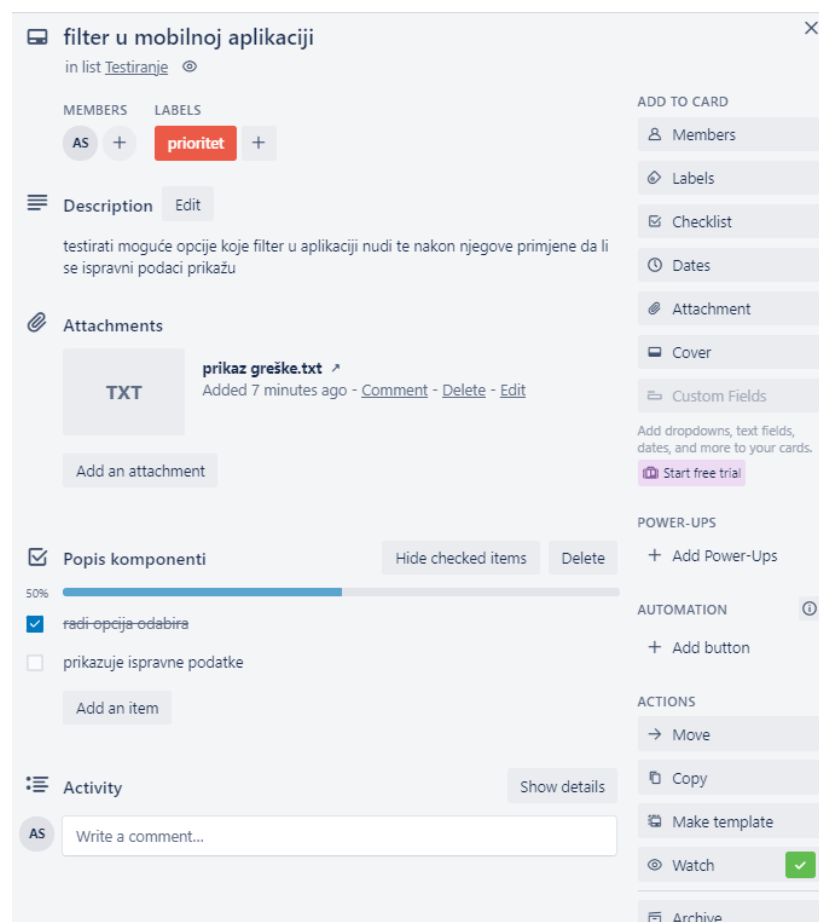 filter u mobilnoj aplikaciji
in list Testiranje
MEMBERS
LABELS
AS
+
prioritet
+
Description
Edit
testirati moguće opcije koje filter u aplikaciji nudi te nakon njegove primjene da li
se ispravni podaci prikažu
Attachments
TXT
prikaz greške.txt ↗
Added 7 minutes ago - Comment - Delete - Edit
Add an attachment
Popis komponenti
Hide checked items
Delete
50%
radi opcija odabira
prikazuje ispravne podatke
Add an item
Activity
Show details
AS
Write a comment...
ADD TO CARD
Members
Labels
Checklist
Dates
Attachment
Cover
Custom Fields
Add dropdowns, text fields,
dates, and more to your cards.
Start free trial
POWER-UPS
+ Add Power-Ups
AUTOMATION
+ Add button
ACTIONS
→ Move
Copy
Make template
Watch
Archive